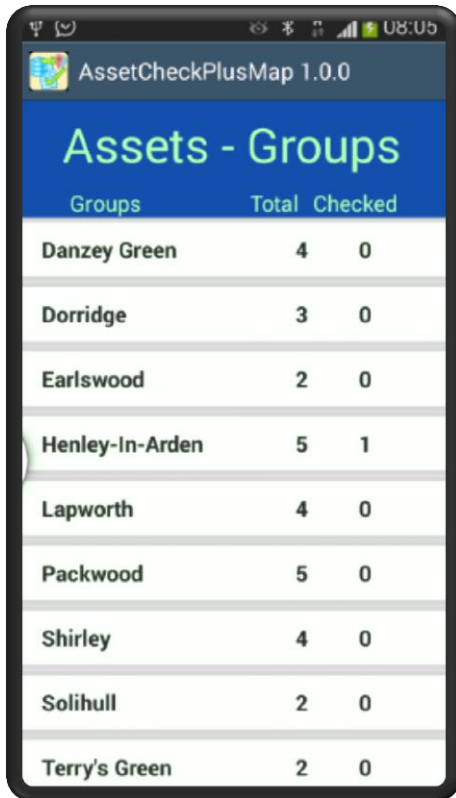 08:05
AssetCheckPlusMap 1.0.0
Assets - Groups
Groups Total Checked
Danzey Green 4 0
Dorridge 3 0
Earlswood 2 0
Henley-In-Arden 5 1
Lapworth 4 0
Packwood 5 0
Shirley 4 0
Solihull 2 0
Terry's Green 2 0